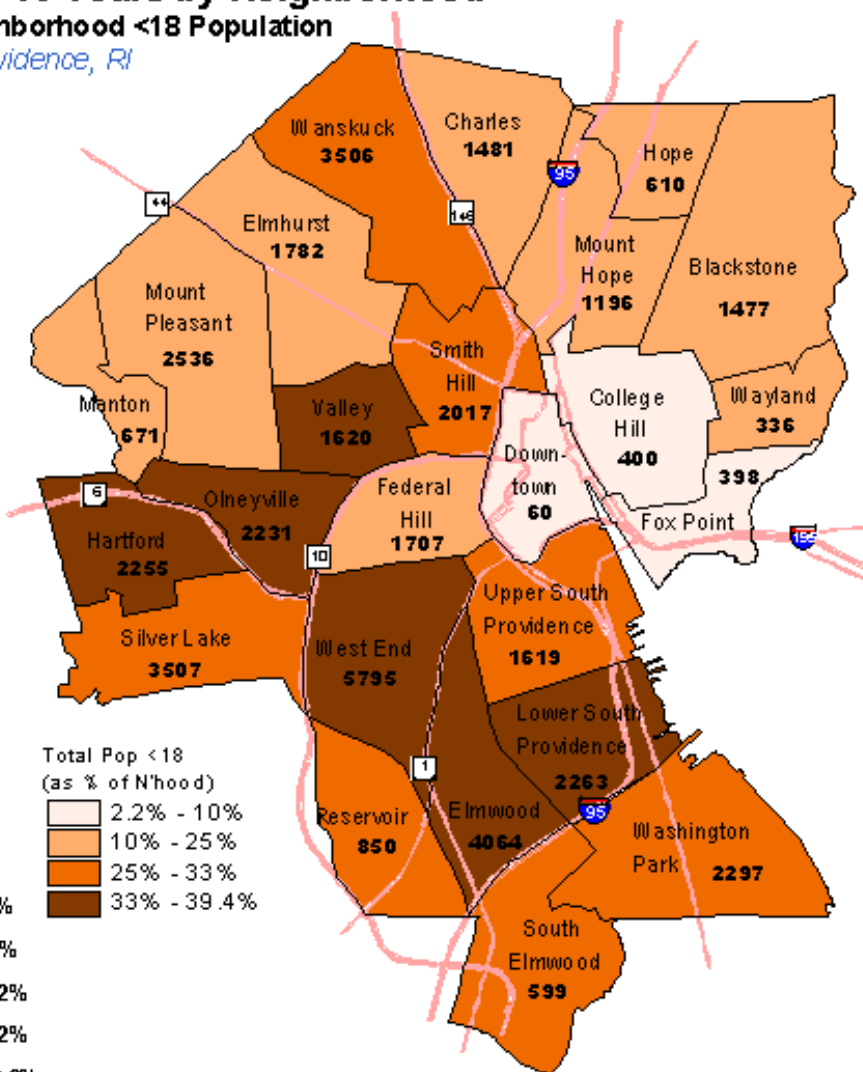 nborhood <18 Population
vidence, RI
Wanskuck
3506
Charles
1481
Hope
610
95
44
146
Elmhurst
1782
Mount
Hope
1196
Blackstone
1477
Mount
Pleasant
2536
Smith
Hill
2017
College
Hill
400
Wayland
336
Manton
671
Valley
1620
Down-
town
60
398
Fox Point
195
6
Olneyville
2231
Federal
Hill
1707
Hartford
2255
10
Upper South
Providence
1619
Silver Lake
3507
West End
5795
Lower South
Providence
2263
Total Pop <18
(as % of N'hood)
2.2% - 10%
10% - 25%
25% - 33%
33% - 39.4%
1
Reservoir
850
Elmwood
4064
95
Washington
Park 2297
South
Elmwood
599
%
%
2%
2%